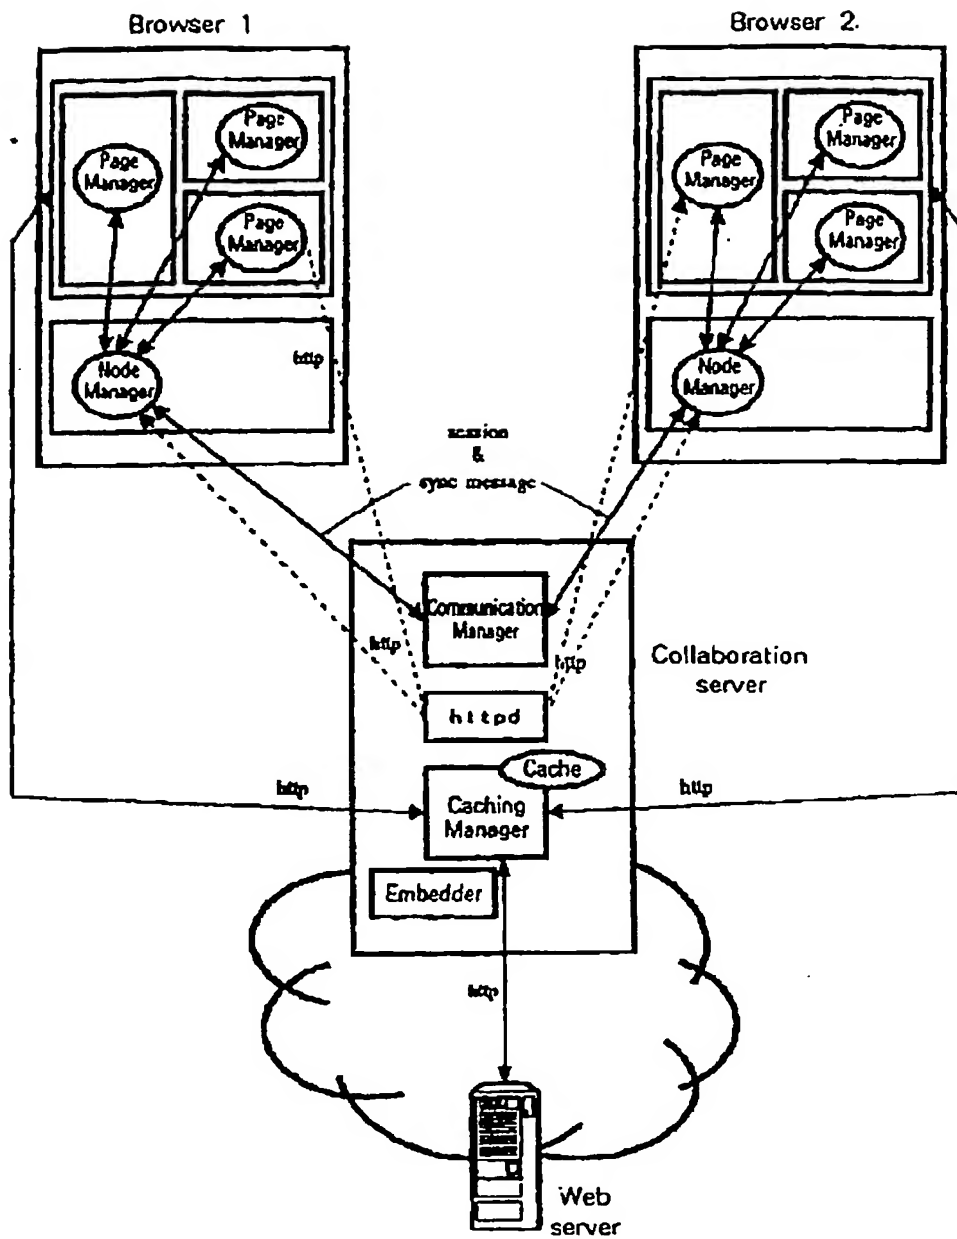 Browser 1
Browser 2.
Page
Manager
Page
Manager
Page
Manager
Node
Manager
Page
Manager
Page
Manager
Page
Manager
Node
Manager
http
session
&
sync message
Communication
Manager
http
http
Collaboration
server
httpd
Cache
http
http
Caching
Manager
Embedder
http
Web
server